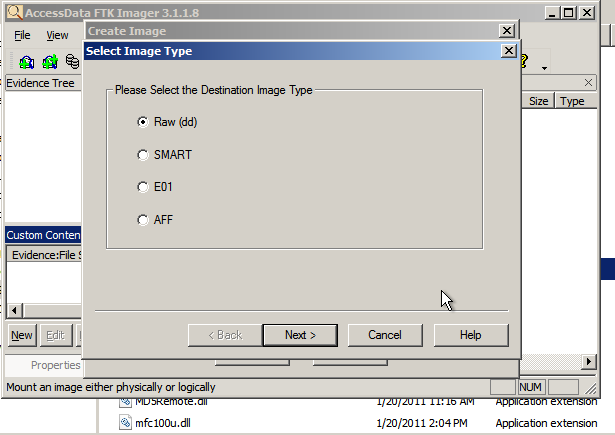 AccessData FTK Imager 3.1.1.8
File View
Create Image
Select Image Type
Evidence Tree
Size Type
Please Select the Destination Image Type
Raw (dd)
SMART
E01
AFF
Custom Conten
Evidence:File S
New Edit
< Back Next > Cancel Help
Properties
Mount an image either physically or logically NUM
MD5Remote.dll 1/20/2011 11:16 AM Application extension
mfc100u.dll 1/20/2011 2:04 PM Application extension